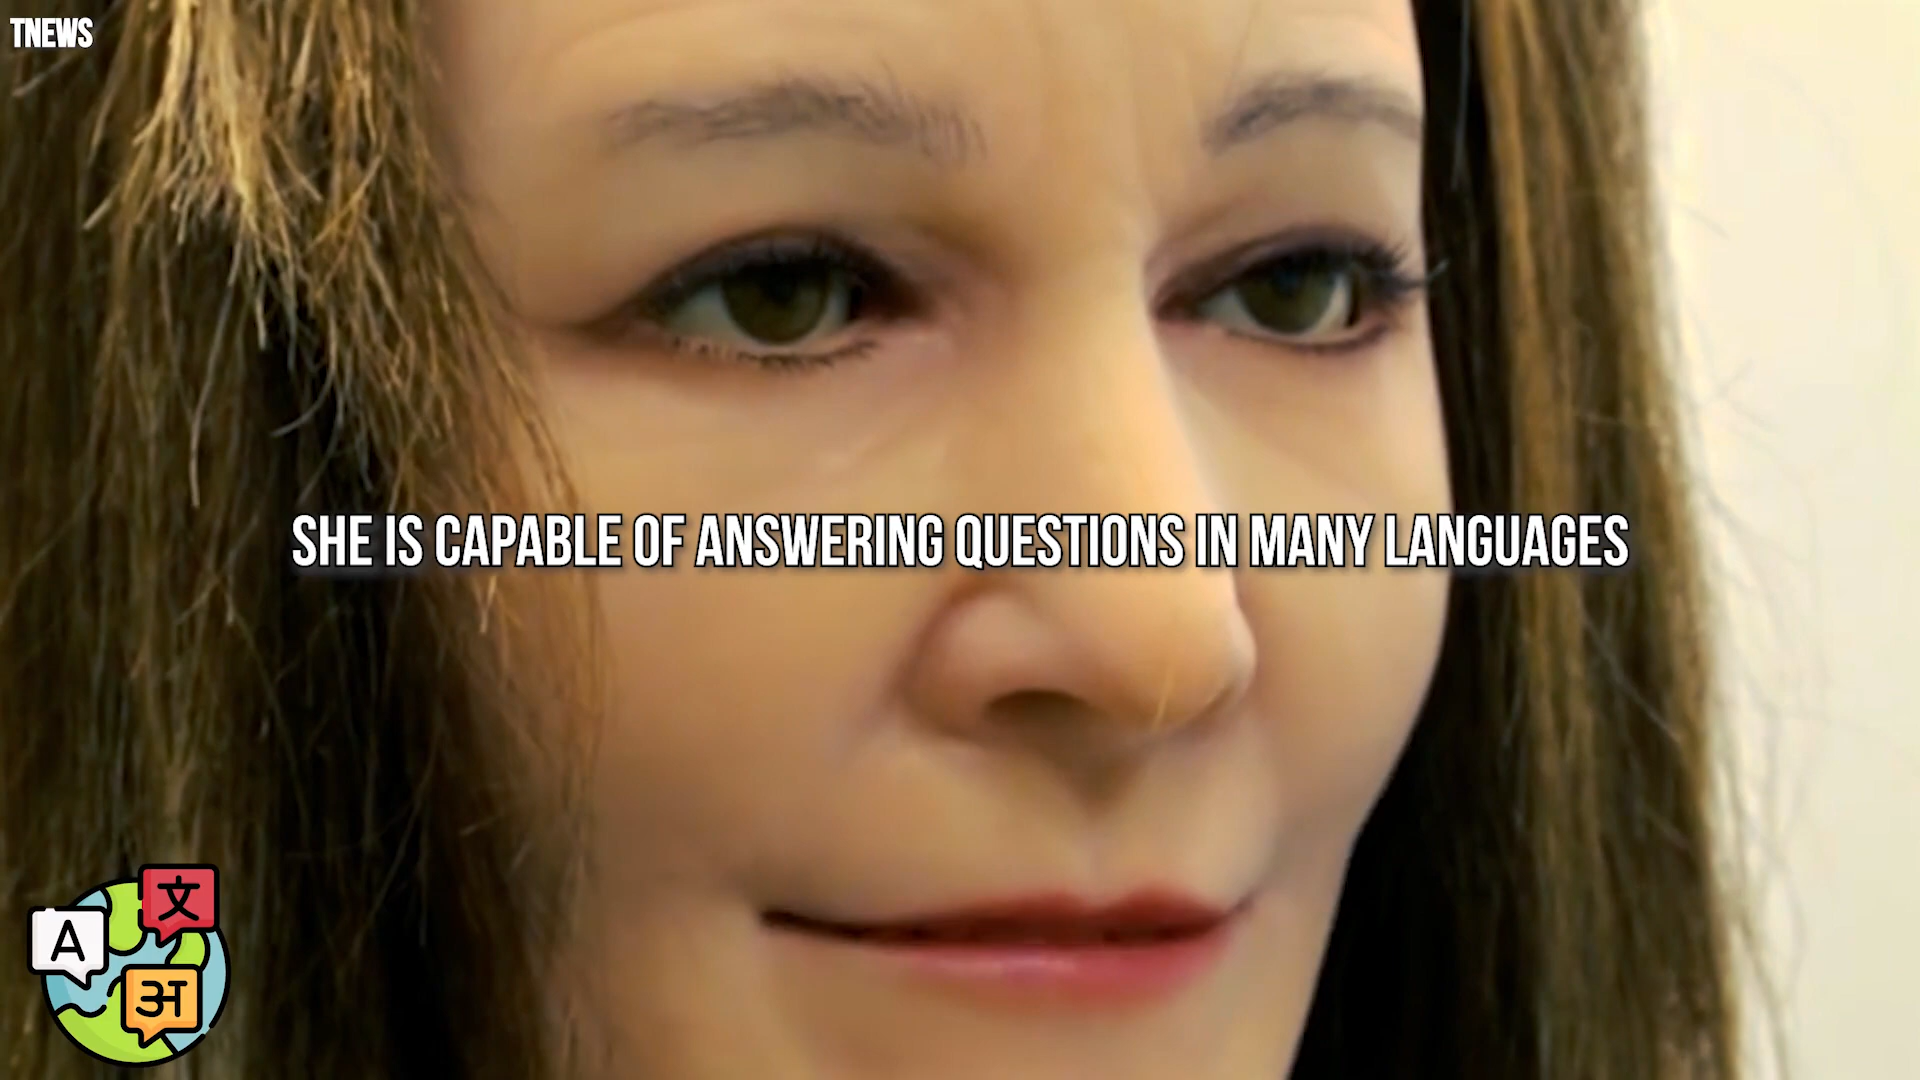 TNEWS
SHE IS CAPABLE OF ANSWERING QUESTIONS IN MANY LANGUAGES
文
A
अ